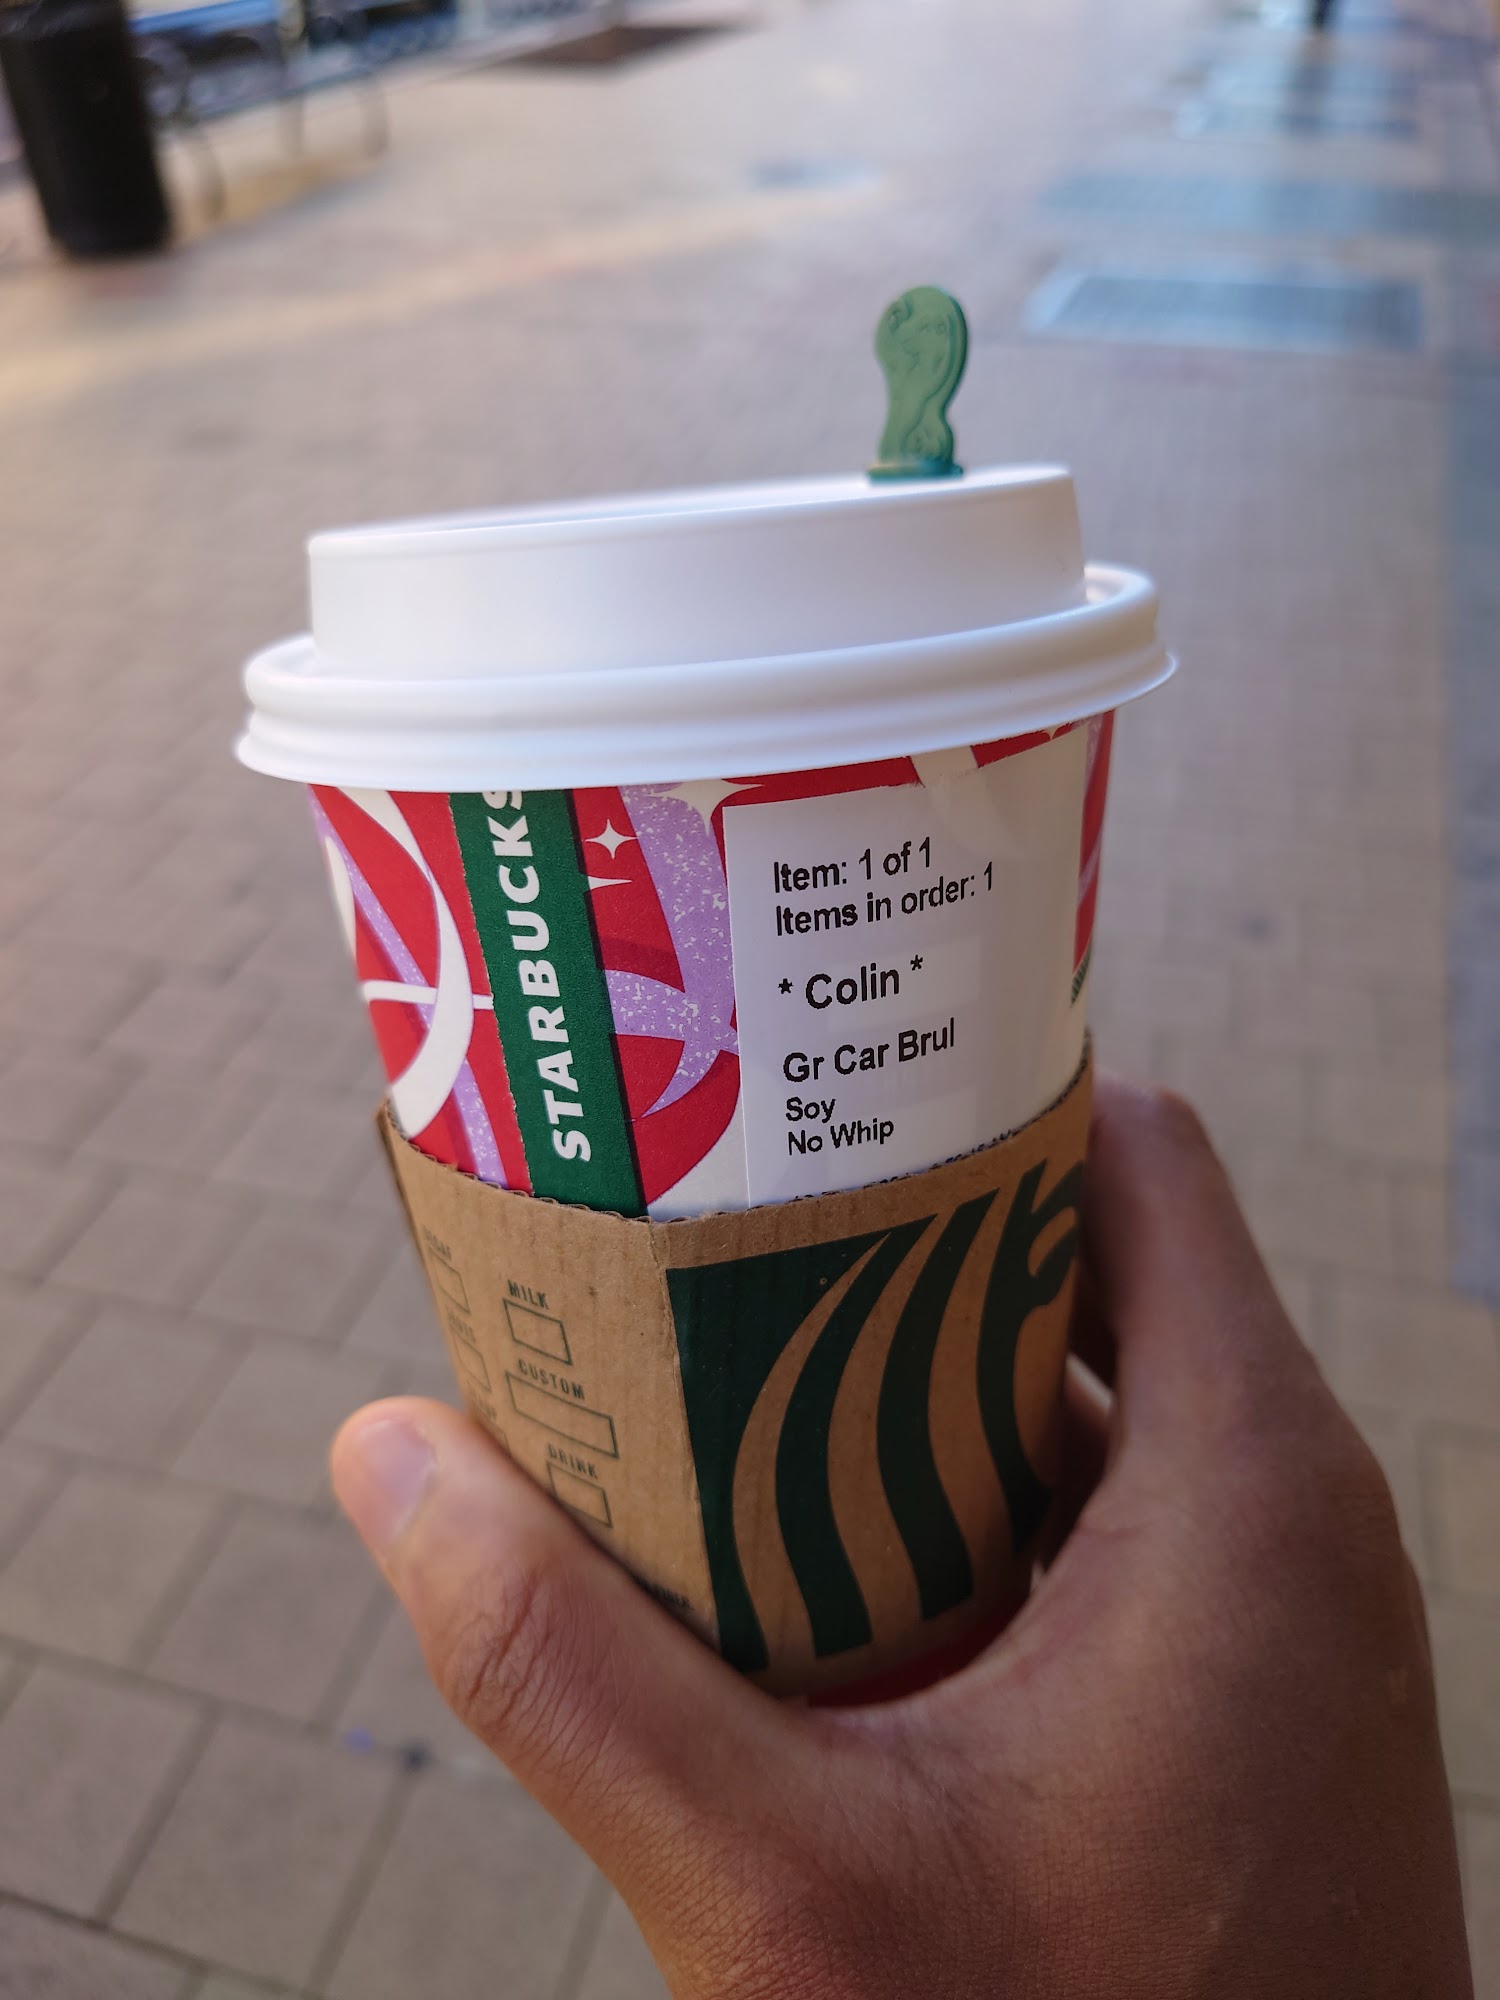 STARBUCKS
Item: 1 of 1
Items in order: 1
* Colin *
Gr Car Brul
Soy
No Whip
MILK
CUSTOM
DRINK